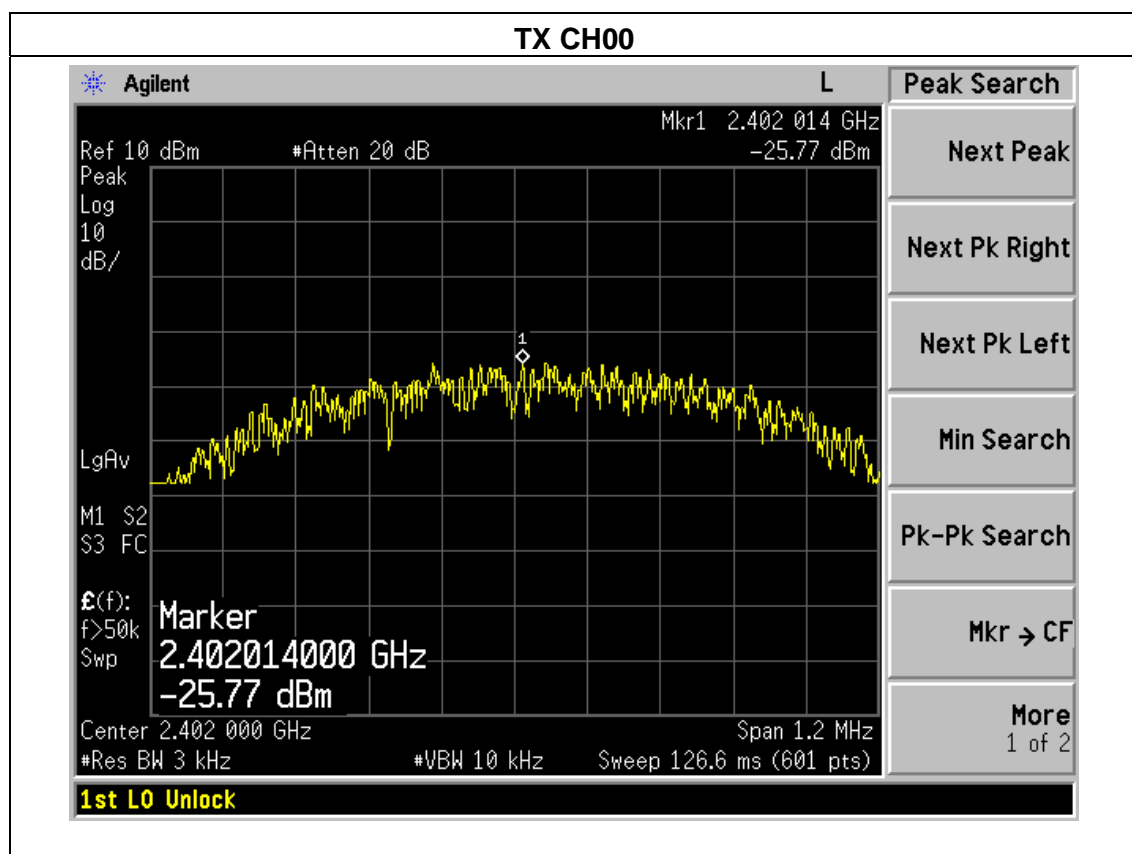 TX CH00
Agilent L Peak Search
Mkr1 2.402 014 GHz
Ref 10 dBm #Atten 20 dB -25.77 dBm
Peak
Log
10
dB/
1
LgAv
M1 S2
S3 FC
£(f):
f>50k
Swp
Marker
2.402014000 GHz
-25.77 dBm
Center 2.402 000 GHz Span 1.2 MHz
#Res BW 3 kHz #VBW 10 kHz Sweep 126.6 ms (601 pts)
1st LO Unlock
Next Peak
Next Pk Right
Next Pk Left
Min Search
Pk-Pk Search
Mkr → CF
More
1 of 2